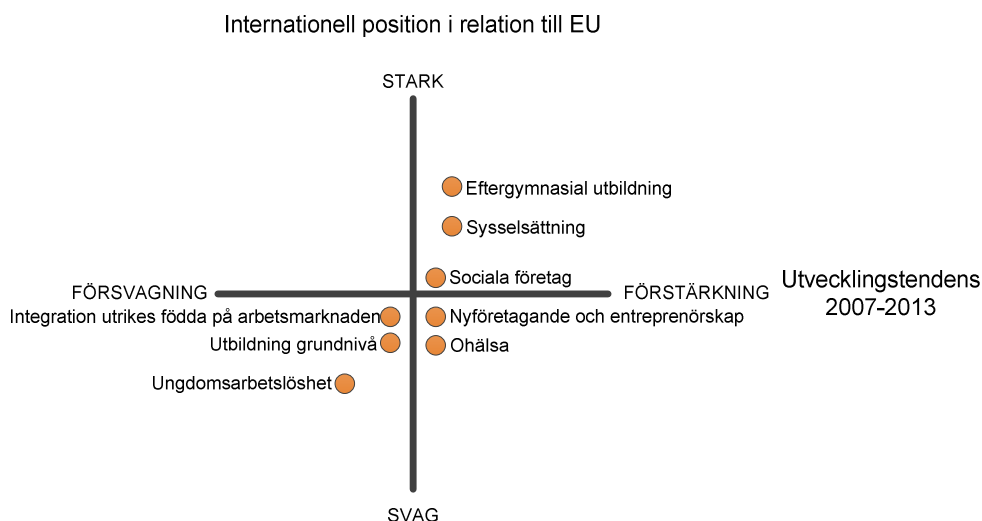 Internationell position i relation till EU
STARK
Eftergymnasial utbildning
Sysselsättning
Sociala företag
FÖRSVAGNING
FÖRSTÄRKNING
Utvecklingstendens
2007-2013
Integration utrikes födda på arbetsmarknaden
Nyföretagande och entreprenörskap
Utbildning grundnivå
Ohälsa
Ungdomsarbetslöshet
SVAG